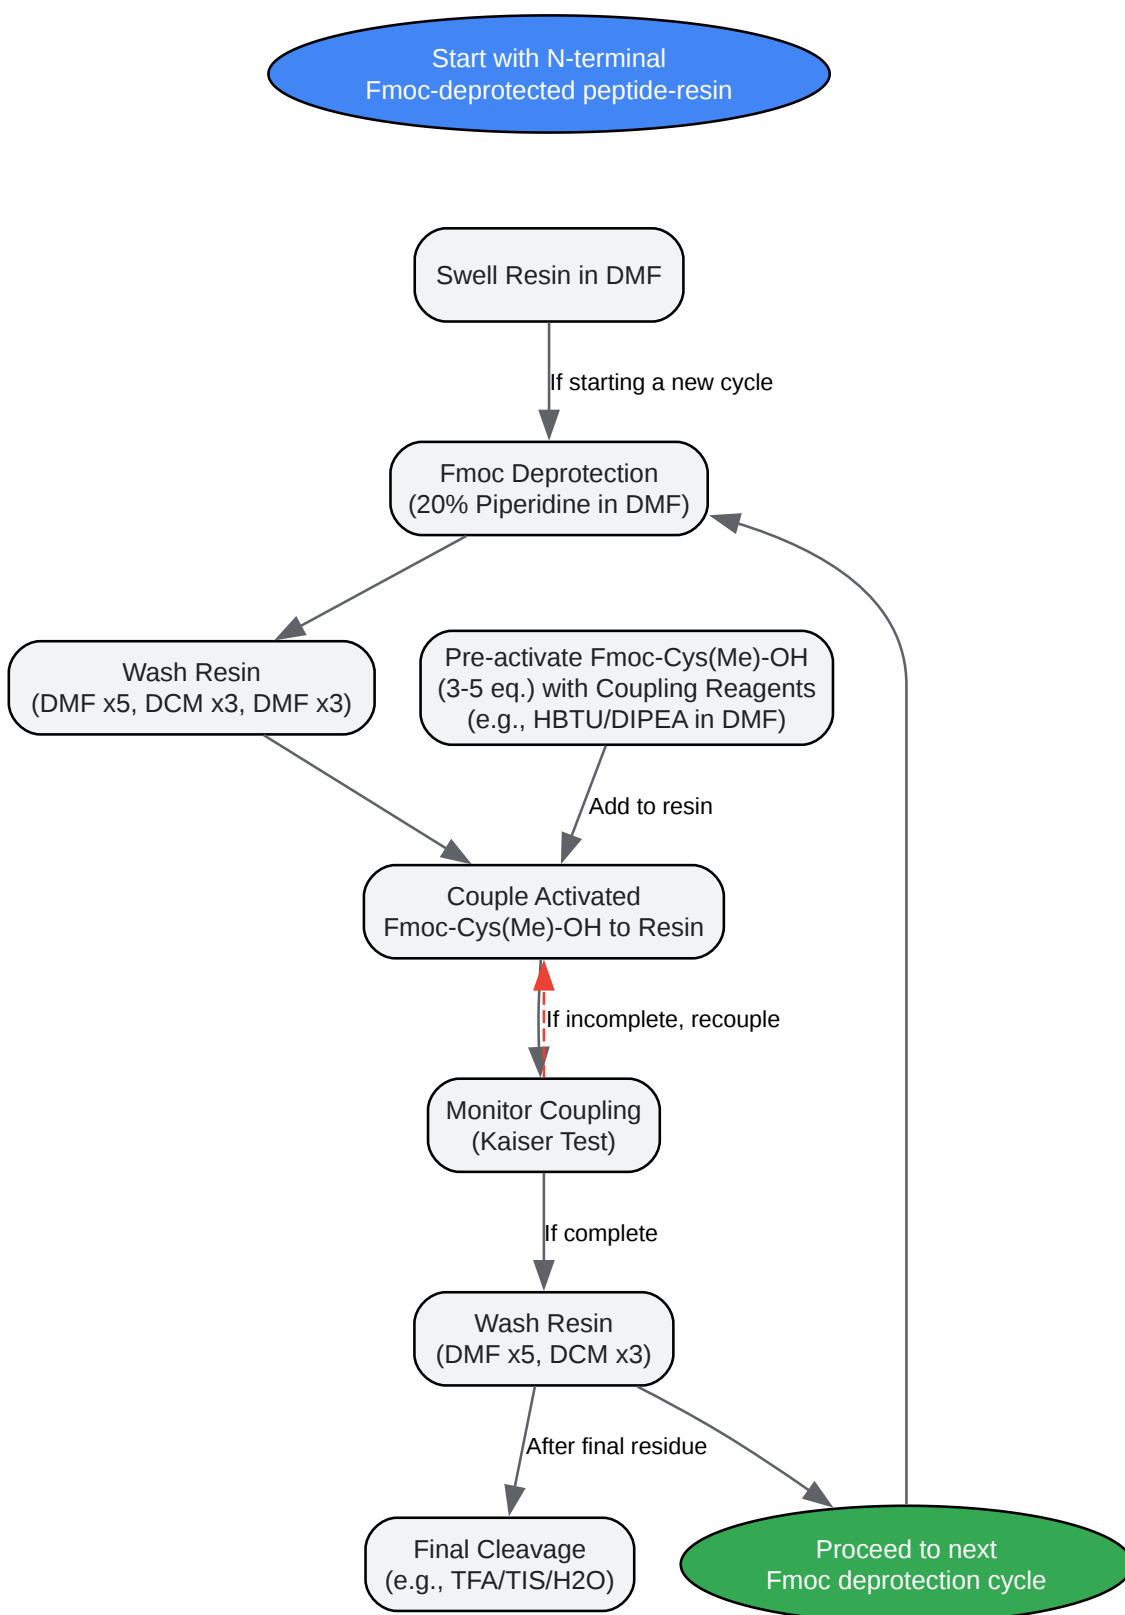 Start with N-terminal
Fmoc-deprotected peptide-resin
Swell Resin in DMF
If starting a new cycle
Fmoc Deprotection
(20% Piperidine in DMF)
Wash Resin
(DMF x5, DCM x3, DMF x3)
Pre-activate Fmoc-Cys(Me)-OH
(3-5 eq.) with Coupling Reagents
(e.g., HBTU/DIPEA in DMF)
Add to resin
Couple Activated
Fmoc-Cys(Me)-OH to Resin
If incomplete, recouple
Monitor Coupling
(Kaiser Test)
If complete
Wash Resin
(DMF x5, DCM x3)
After final residue
Final Cleavage
(e.g., TFA/TIS/H2O)
Proceed to next
Fmoc deprotection cycle